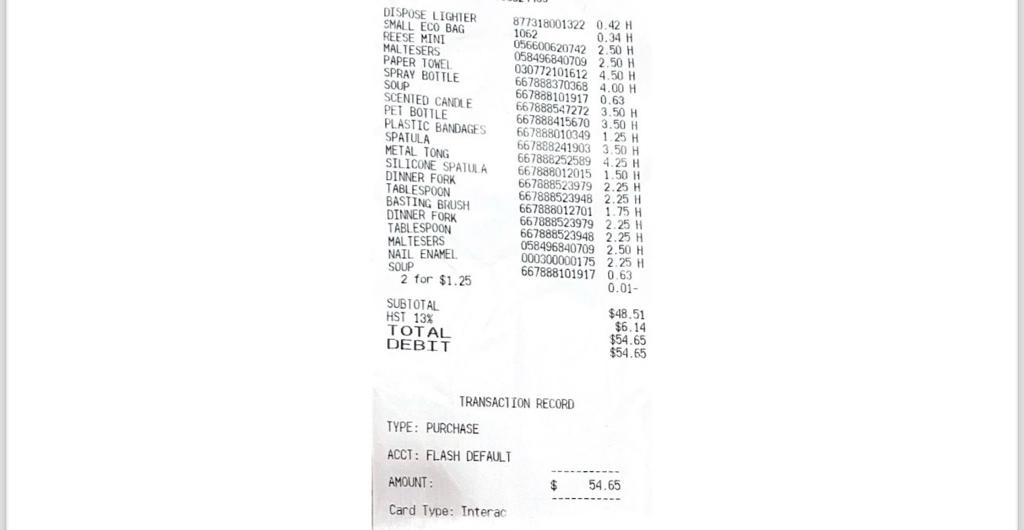 DISPOSE LIGHTER 877318001322 0.42 H
SMALL ECO BAG 1062 0.34 H
REESE MINI 056600620742 2.50 H
MALTESERS 058496840709 2.50 H
PAPER TOWEL 030772101612 4.50 H
SPRAY BOTTLE 667888370368 4.00 H
SOUP 667888101917 0.63
SCENTED CANDLE 667888547272 3.50 H
PET BOTTLE 667888415670 3.50 H
PLASTIC BANDAGES 667888010349 1.25 H
SPATULA 667888241903 3.50 H
METAL TONG 667888252589 4.25 H
SILICONE SPATULA 667888012015 1.50 H
DINNER FORK 667888523979 2.25 H
TABLESPOON 667888523948 2.25 H
BASTING BRUSH 667888012701 1.75 H
DINNER FORK 667888523979 2.25 H
TABLESPOON 667888523948 2.25 H
MALTESERS 058496840709 2.50 H
NAIL ENAMEL 000300000175 2.25 H
SOUP 667888101917 0.63
2 for $1.25 0.01-
SUBTOTAL $48.51
HST 13% $6.14
TOTAL $54.65
DEBIT $54.65
TRANSACTION RECORD
TYPE: PURCHASE
ACCT: FLASH DEFAULT
AMOUNT: $ 54.65
Card Type: Interac